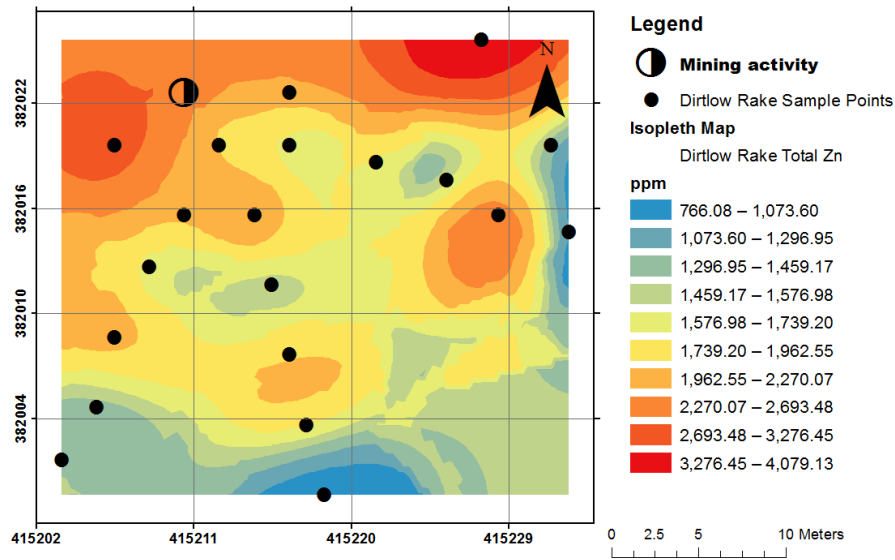 N
382022
382016
382010
382004
415202 415211 415220 415229
Legend
Mining activity
Dirtlow Rake Sample Points
Isopleth Map
Dirtlow Rake Total Zn
ppm
766.08 – 1,073.60
1,073.60 – 1,296.95
1,296.95 – 1,459.17
1,459.17 – 1,576.98
1,576.98 – 1,739.20
1,739.20 – 1,962.55
1,962.55 – 2,270.07
2,270.07 – 2,693.48
2,693.48 – 3,276.45
3,276.45 – 4,079.13
0 2.5 5 10 Meters